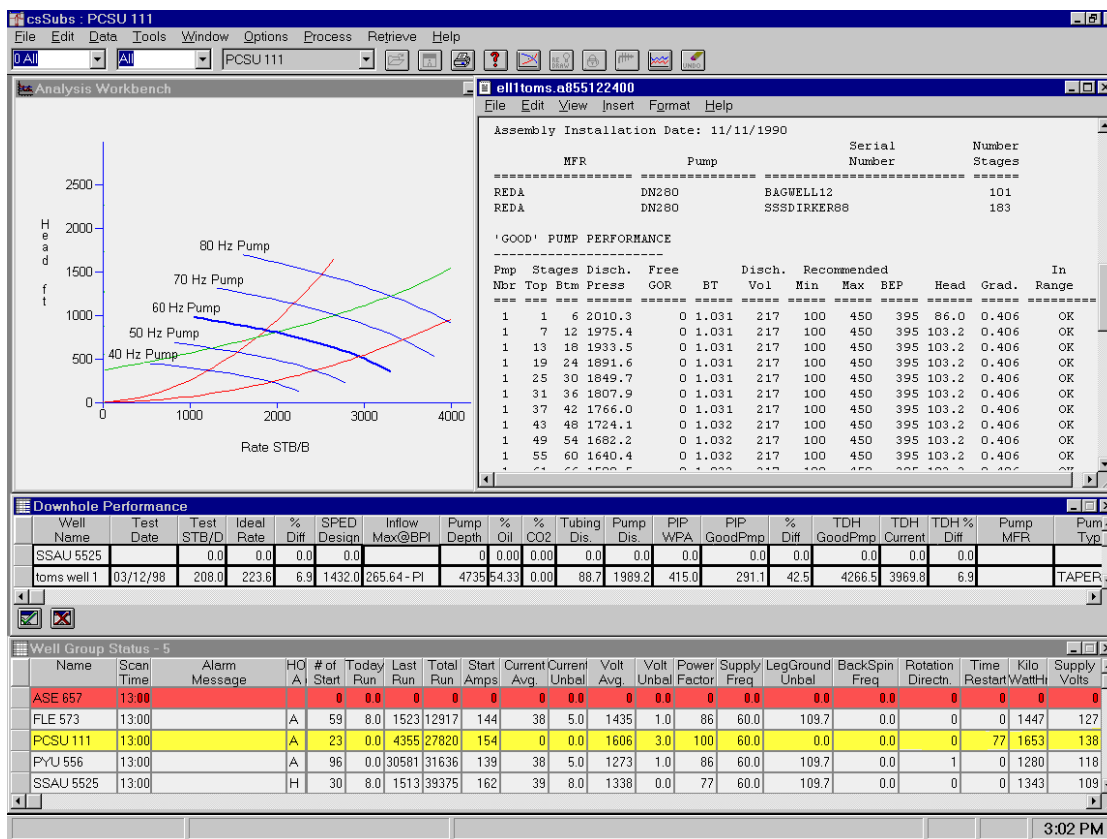 csSubs : PCSU 111
File Edit Data Tools Window Options Process Retrieve Help
0 All All PCSU 111
Analysis Workbench
Head ft
2500
2000
1500
1000
500
0
80 Hz Pump
70 Hz Pump
60 Hz Pump
50 Hz Pump
40 Hz Pump
0 1000 2000 3000 4000
Rate STB/B
ell1toms.a855122400
File Edit View Insert Format Help
Assembly Installation Date: 11/11/1990
Serial Number
MFR Pump Number Stages
================== =============== ========================== ======
REDA DN280 BAGWELL12 101
REDA DN280 SSSDIRKER88 183
'GOOD' PUMP PERFORMANCE
----------------------
Pmp Stages Disch. Free Disch. Recommended In
Nbr Top Btm Press GOR BT Vol Min Max BEP Head Grad. Range
=== === === ====== ===== ===== ====== ===== ===== ==== ===== ===== =========
1 1 6 2010.3 0 1.031 217 100 450 395 86.0 0.406 OK
1 7 12 1975.4 0 1.031 217 100 450 395 103.2 0.406 OK
1 13 18 1933.5 0 1.031 217 100 450 395 103.2 0.406 OK
1 19 24 1891.6 0 1.031 217 100 450 395 103.2 0.406 OK
1 25 30 1849.7 0 1.031 217 100 450 395 103.2 0.406 OK
1 31 36 1807.9 0 1.031 217 100 450 395 103.2 0.406 OK
1 37 42 1766.0 0 1.031 217 100 450 395 103.2 0.406 OK
1 43 48 1724.1 0 1.032 217 100 450 395 103.2 0.406 OK
1 49 54 1682.2 0 1.032 217 100 450 395 103.2 0.406 OK
1 55 60 1640.4 0 1.032 217 100 450 395 103.2 0.406 OK
Downhole Performance
Well Test Test Ideal % SPED Inflow Pump % % Tubing Pump PIP PIP % TDH TDH TDH % Pump Pum
Name Date STB/D Rate Diff Design Max@BPI Depth Oil CO2 Dis. Dis. WPA GoodPmp Diff GoodPmp Current Diff MFR Typ
SSAU 5525 0.0 0.0 0.0 0.0 0 0.00 0.00 0.0 0.0 0.0 0.0 0.0 0.0 0.0 0.0
toms well 1 03/12/98 208.0 223.6 6.9 1432.0 265.64 - PI 4735 54.33 0.00 88.7 1989.2 415.0 291.1 42.5 4266.5 3969.8 6.9 TAPER
Well Group Status - 5
Name Scan Alarm HO # of Today Last Total Start Current Current Volt Volt Power Supply LegGround BackSpin Rotation Time Kilo Supply
Time Message A Start Run Run Run Amps Avg. Unbal Avg. Unbal Factor Freq Unbal Freq Directn. Restart WattHr Volts
ASE 657 13:00 0 0.0 0 0 0 0 0.0 0 0.0 0 0.0 0.0 0.0 0 0 0 0
FLE 573 13:00 A 59 8.0 1523 12917 144 38 5.0 1435 1.0 86 60.0 109.7 0.0 0 0 1447 127
PCSU 111 13:00 A 23 0.0 4355 27820 154 0 0.0 1606 3.0 100 60.0 0.0 0.0 0 77 1653 138
PYU 556 13:00 A 96 0.0 30581 31636 139 38 5.0 1273 1.0 86 60.0 109.7 0.0 1 0 1280 118
SSAU 5525 13:00 H 30 8.0 1513 39375 162 39 8.0 1338 0.0 77 60.0 109.7 0.0 0 0 1343 109
3:02 PM